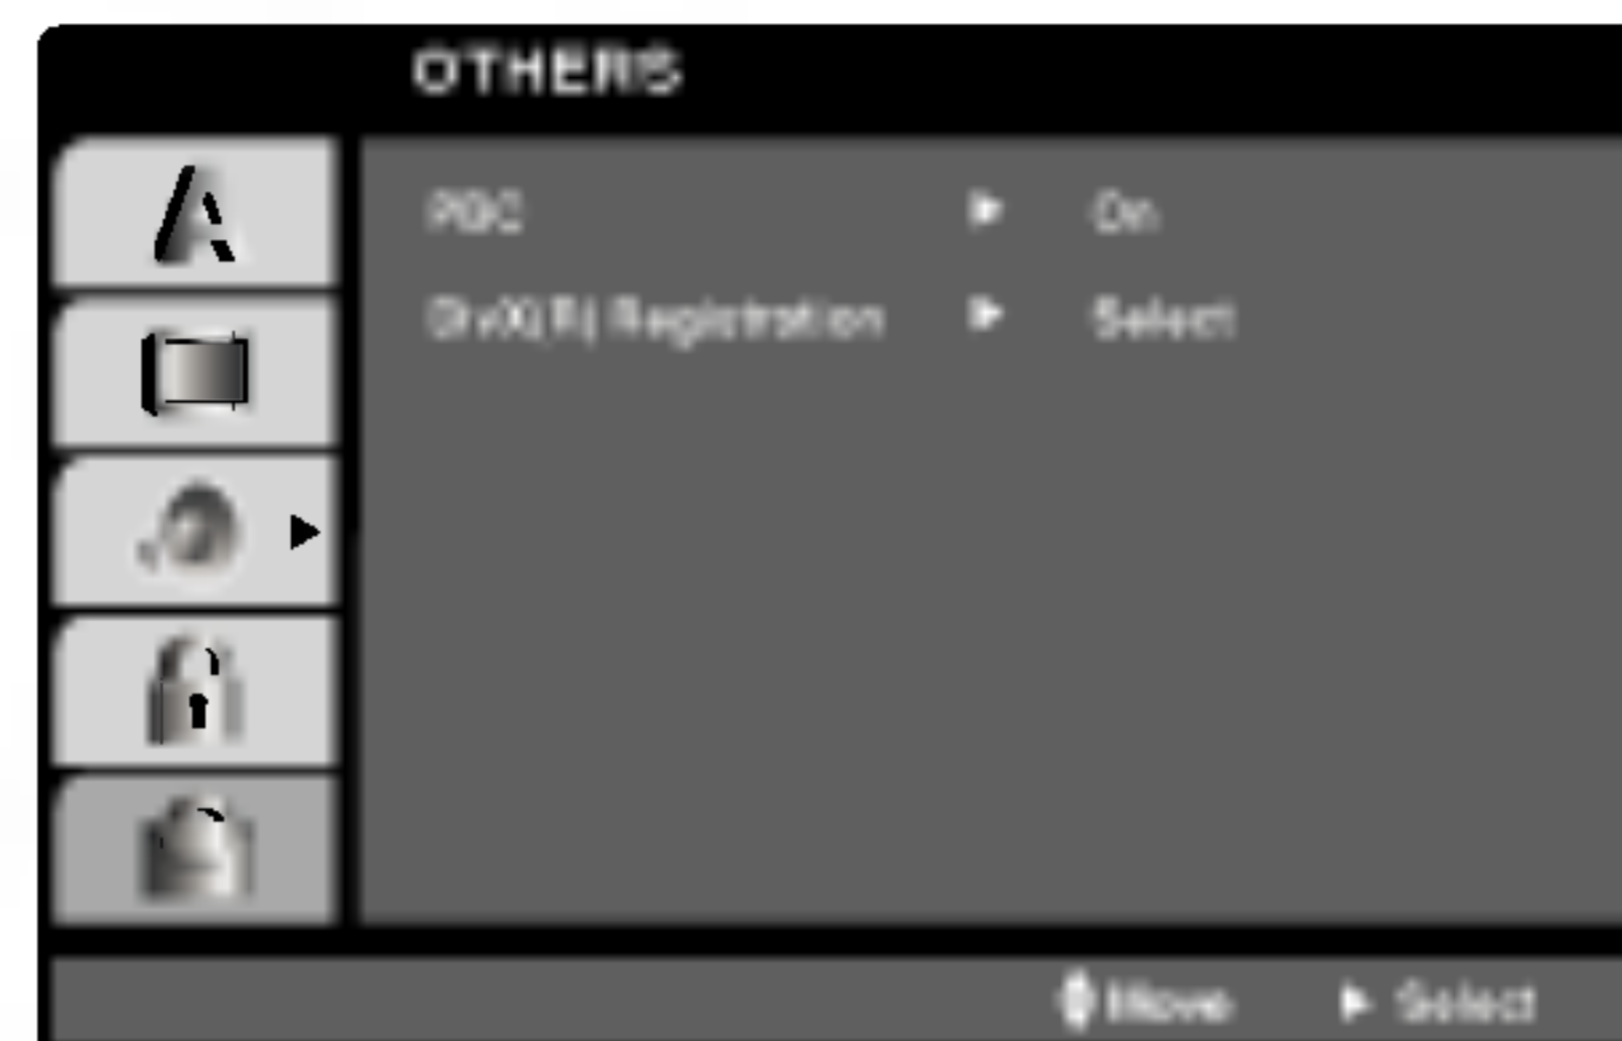 OTHERS
PBC ▶ On
DivX(R) Registration ▶ Select
Move ▶ Select